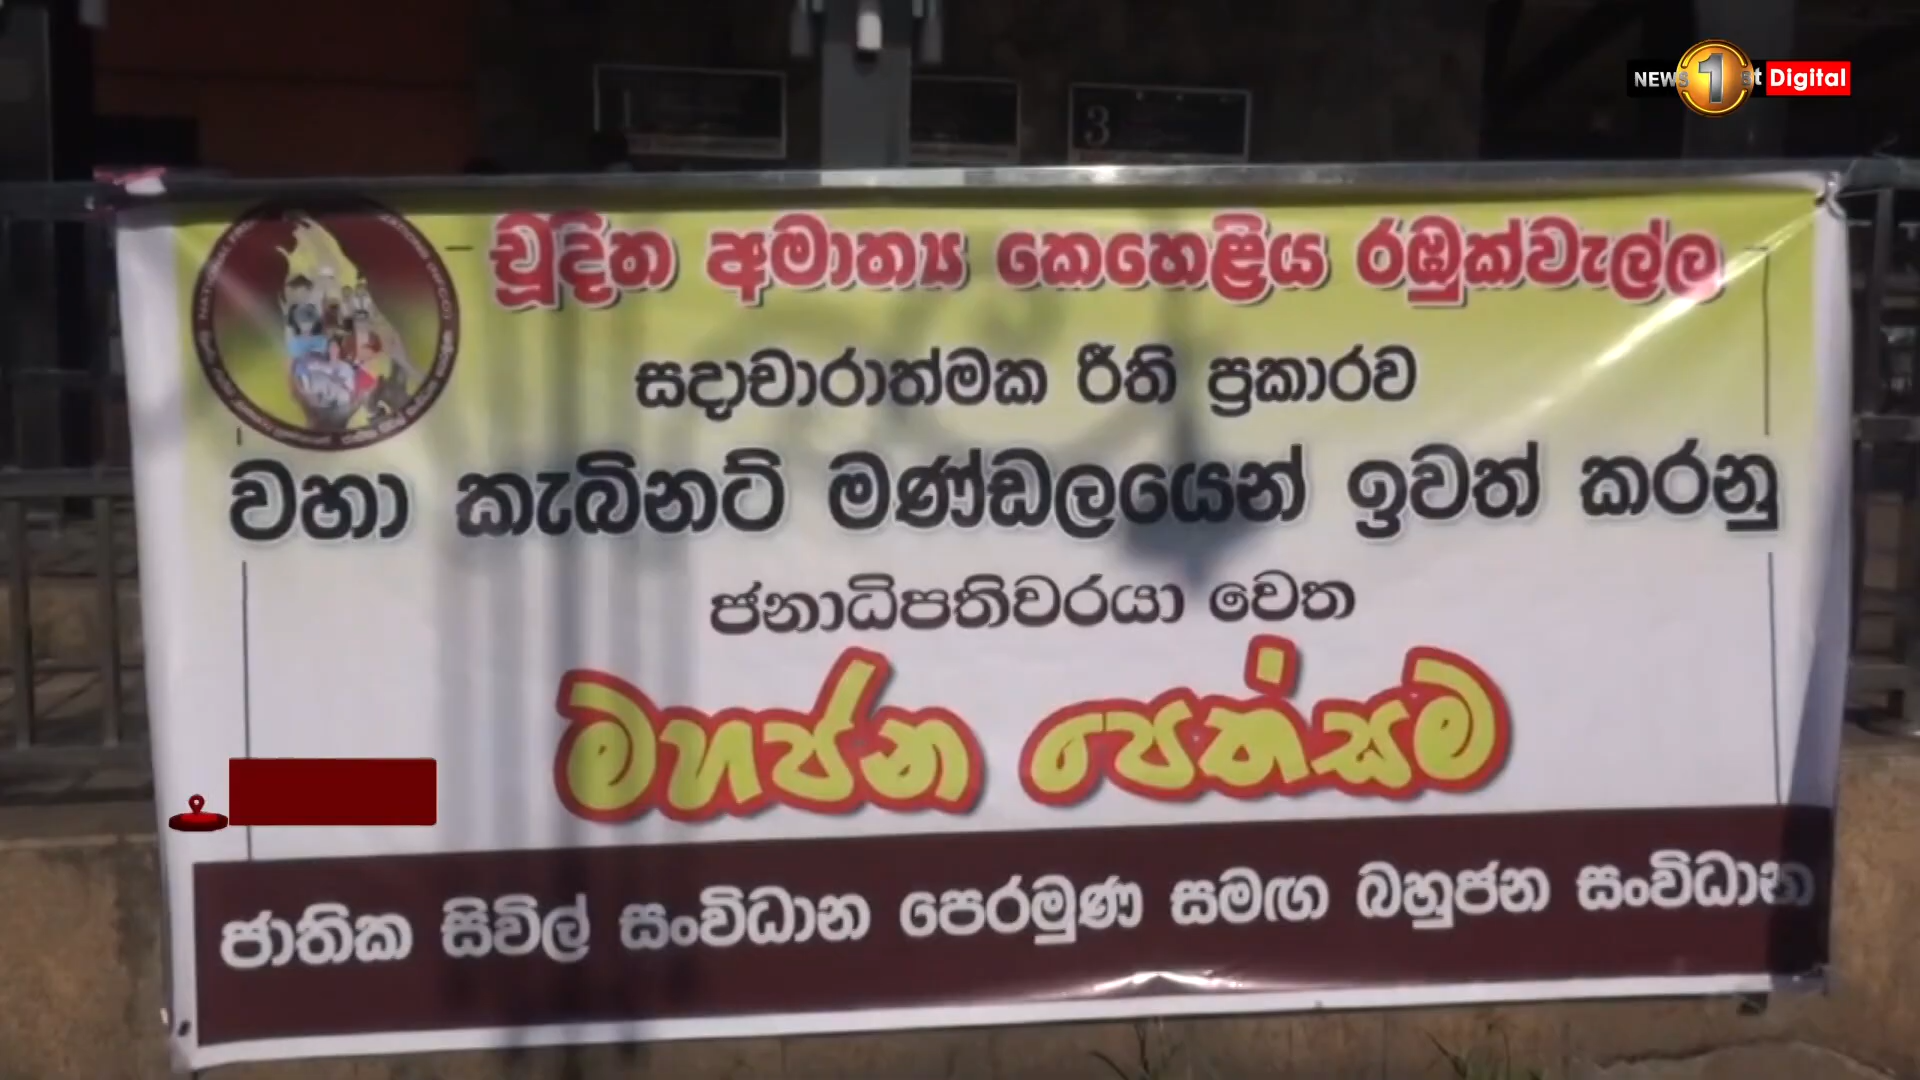 NEWS 1st Digital
3
චූදිත අමාත්‍ය කෙහෙළිය රඹුක්වැල්ල
සදාචාරාත්මක රීති ප්‍රකාරව
වහා කැබිනට් මණ්ඩලයෙන් ඉවත් කරනු
ජනාධිපතිවරයා වෙත
මහජන පෙත්සම
ජාතික සිවිල් සංවිධාන පෙරමුණ සමඟ බහුජන සංවිධාන